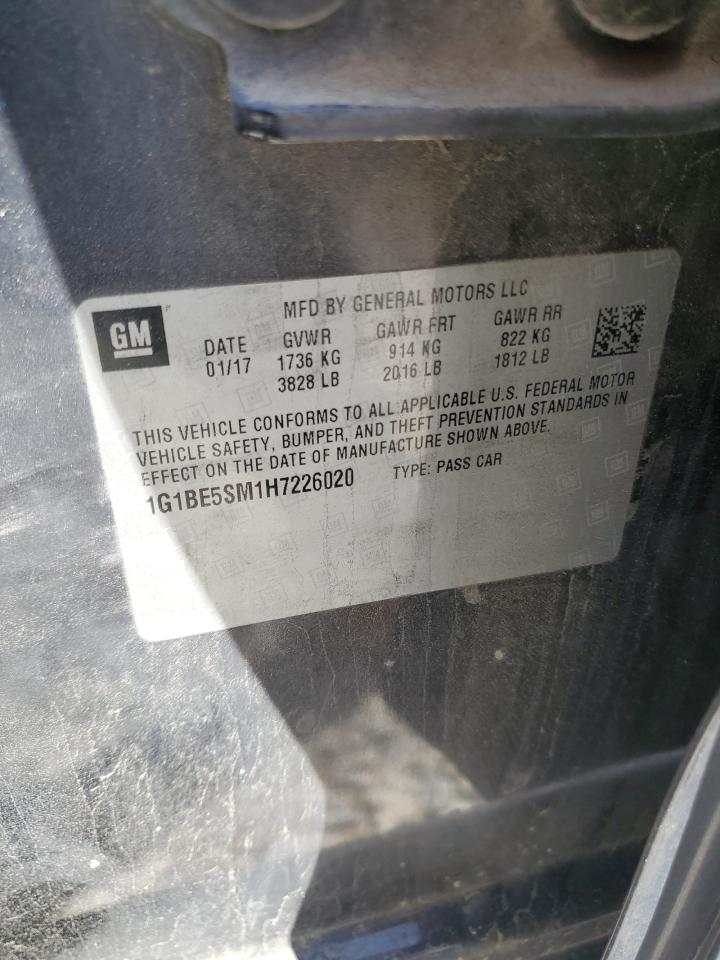 GM
MFD BY GENERAL MOTORS LLC
DATE GVWR GAWR FRT GAWR RR
01/17 1736 KG 914 KG 822 KG
3828 LB 2016 LB 1812 LB
THIS VEHICLE CONFORMS TO ALL APPLICABLE U.S. FEDERAL MOTOR
VEHICLE SAFETY, BUMPER, AND THEFT PREVENTION STANDARDS IN
EFFECT ON THE DATE OF MANUFACTURE SHOWN ABOVE.
1G1BE5SM1H7226020 TYPE: PASS CAR